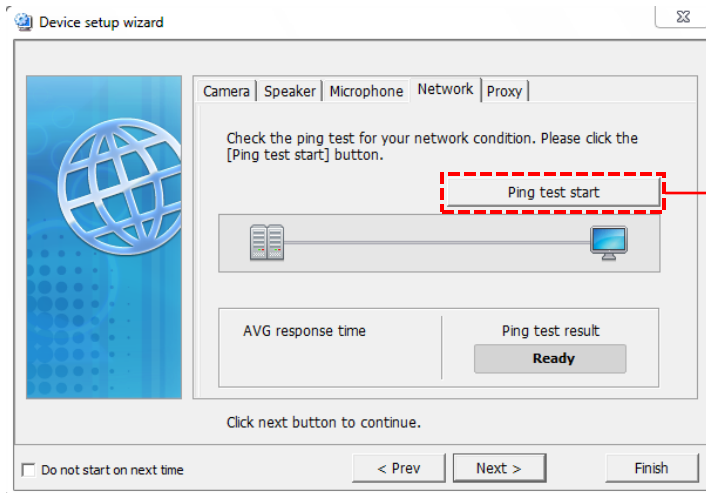 Device setup wizard
Camera Speaker Microphone Network Proxy
Check the ping test for your network condition. Please click the
[Ping test start] button.
Ping test start
AVG response time
Ping test result
Ready
Click next button to continue.
Do not start on next time
< Prev
Next >
Finish